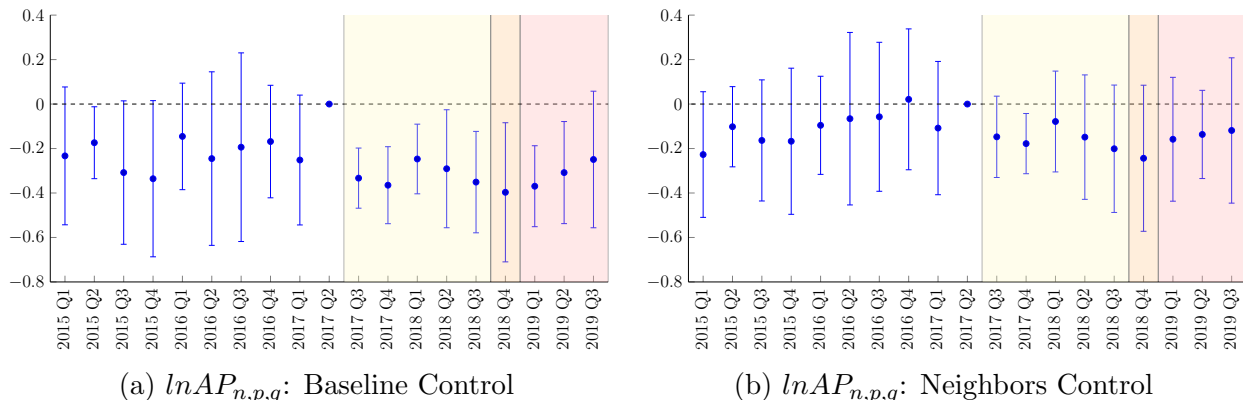 0.4
0.2
0
−0.2
−0.4
−0.6
−0.8
2015 Q1
2015 Q2
2015 Q3
2015 Q4
2016 Q1
2016 Q2
2016 Q3
2016 Q4
2017 Q1
2017 Q2
2017 Q3
2017 Q4
2018 Q1
2018 Q2
2018 Q3
2018 Q4
2019 Q1
2019 Q2
2019 Q3
(a) lnAP_{n,p,q}: Baseline Control
0.4
0.2
0
−0.2
−0.4
−0.6
−0.8
2015 Q1
2015 Q2
2015 Q3
2015 Q4
2016 Q1
2016 Q2
2016 Q3
2016 Q4
2017 Q1
2017 Q2
2017 Q3
2017 Q4
2018 Q1
2018 Q2
2018 Q3
2018 Q4
2019 Q1
2019 Q2
2019 Q3
(b) lnAP_{n,p,q}: Neighbors Control